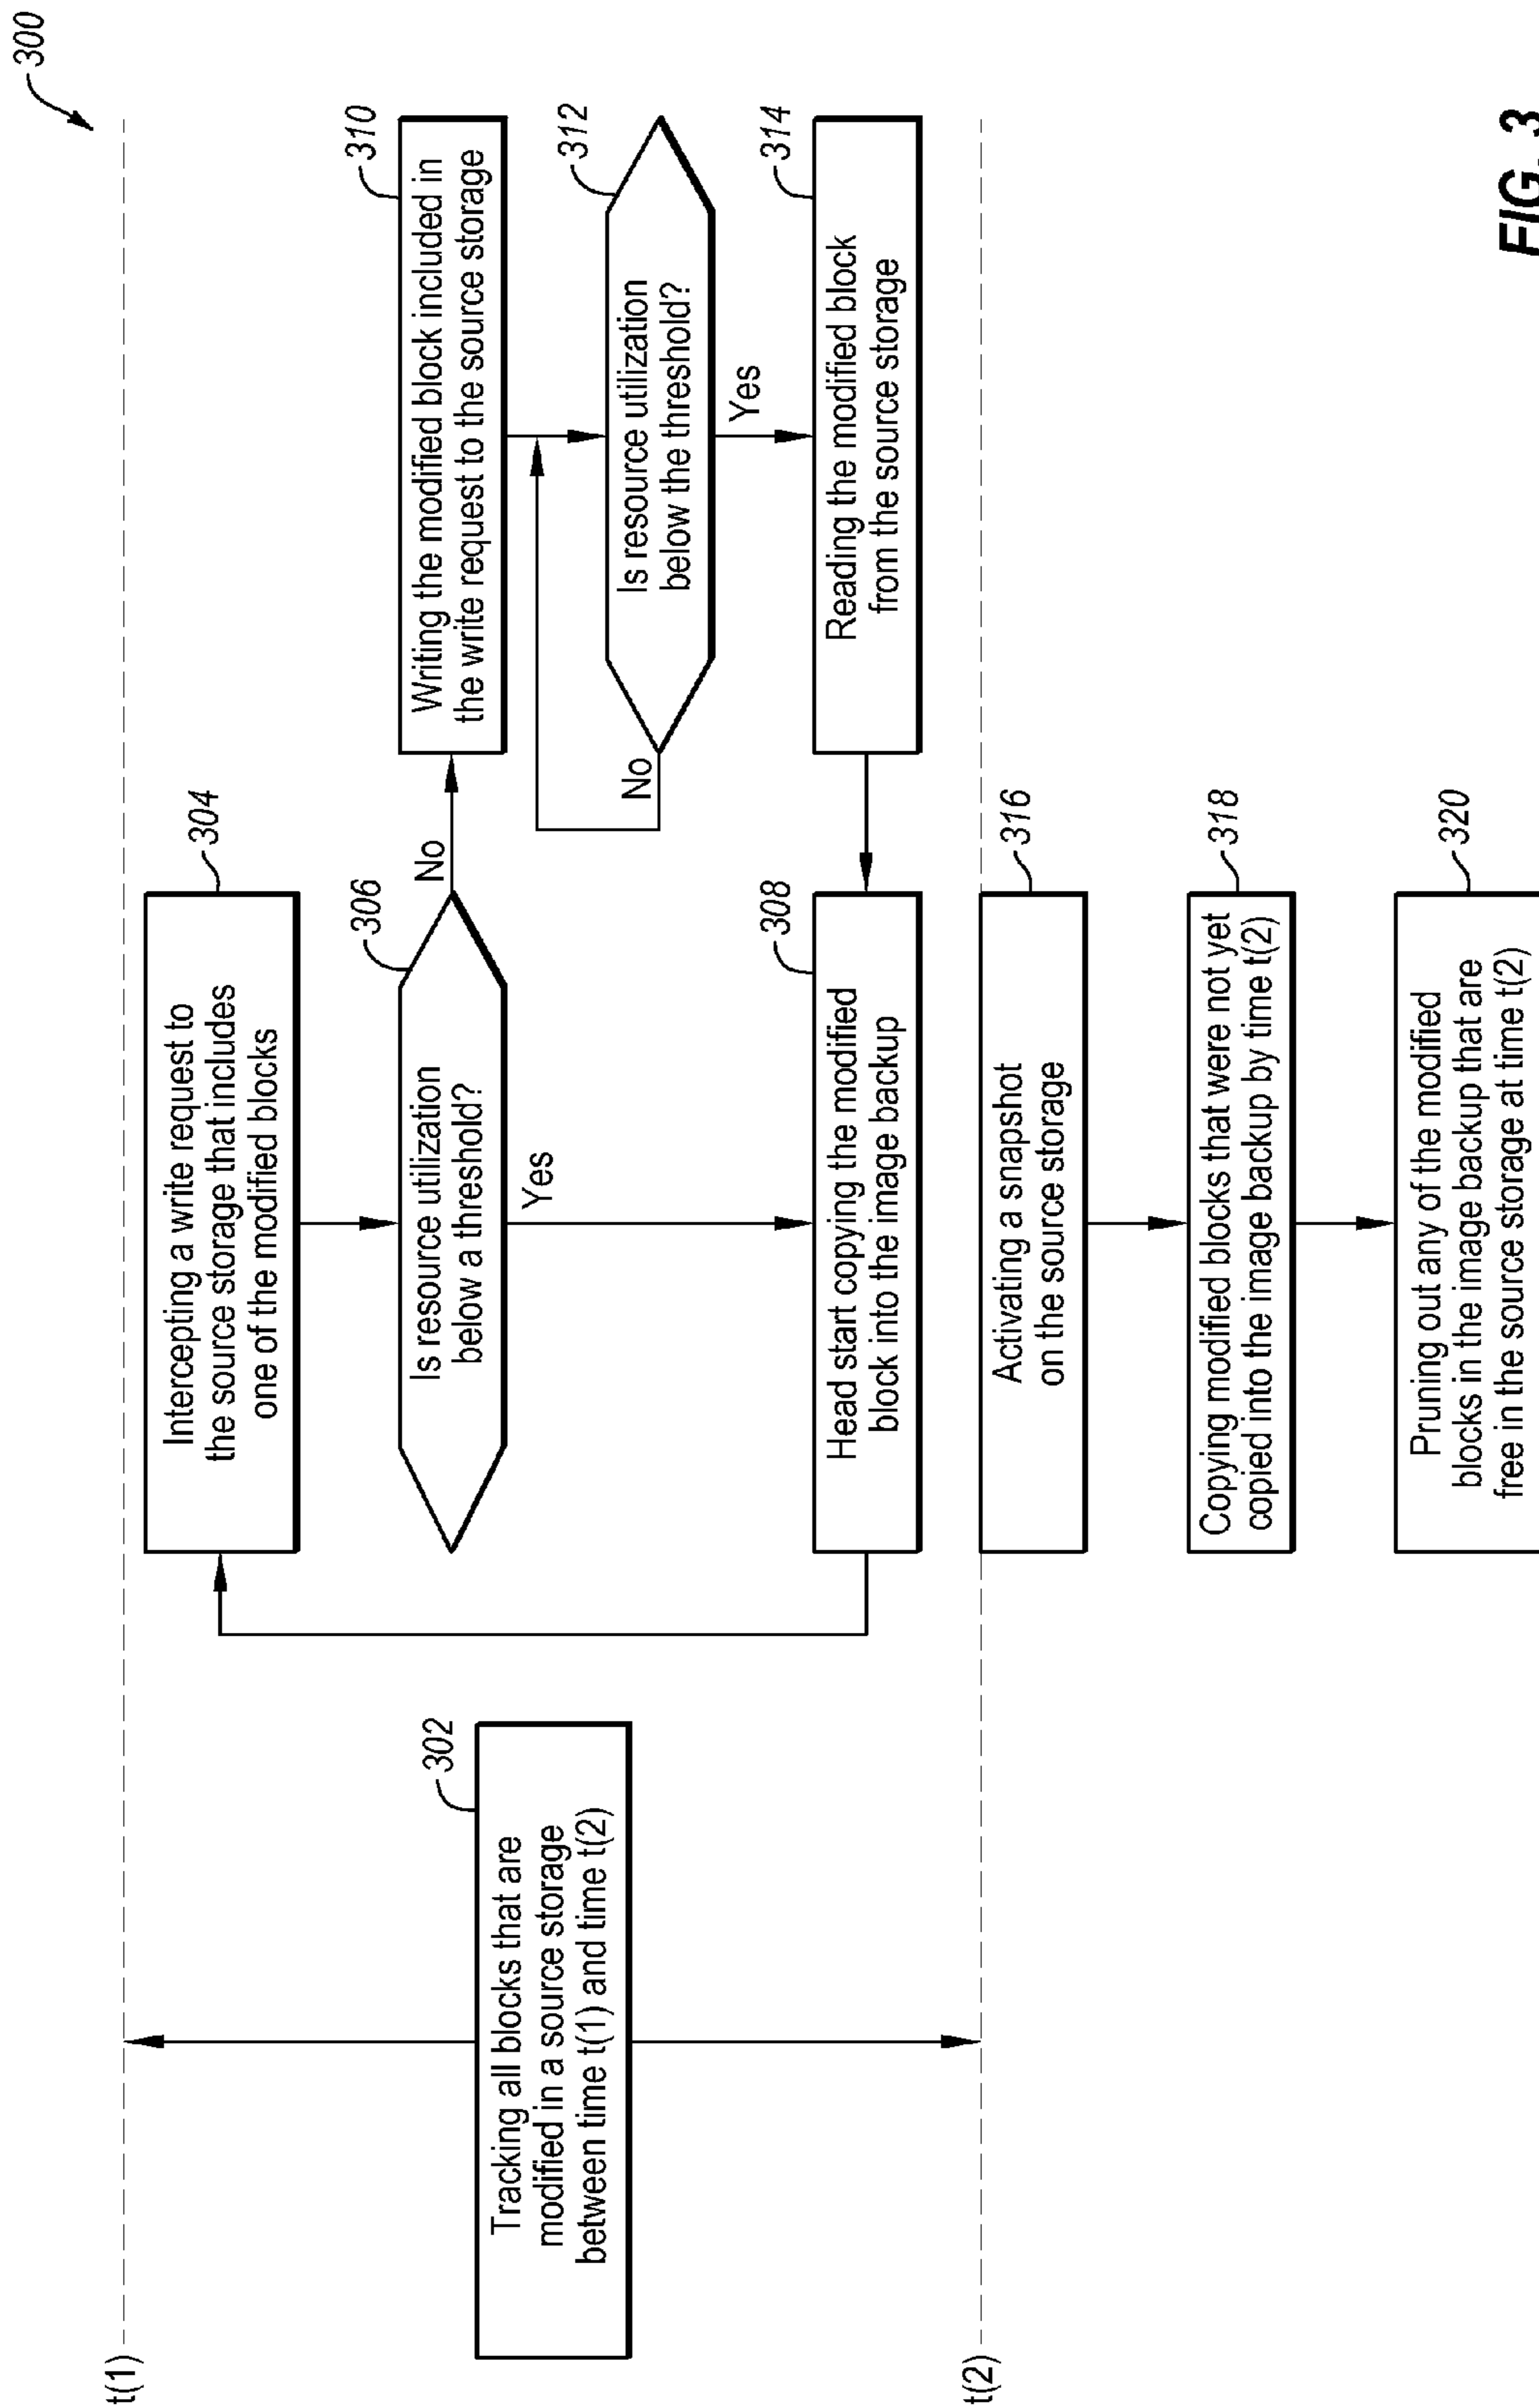 300
t(1)
Intercepting a write request to
the source storage that includes
one of the modified blocks
304
Tracking all blocks that are
modified in a source storage
between time t(1) and time t(2)
302
Is resource utilization
below a threshold?
306
No
Yes
Writing the modified block included in
the write request to the source storage
310
Is resource utilization
below the threshold?
312
No
Yes
Head start copying the modified
block into the image backup
308
Reading the modified block
from the source storage
314
t(2)
Activating a snapshot
on the source storage
316
Copying modified blocks that were not yet
copied into the image backup by time t(2)
318
Pruning out any of the modified
blocks in the image backup that are
free in the source storage at time t(2)
320
FIG. 3